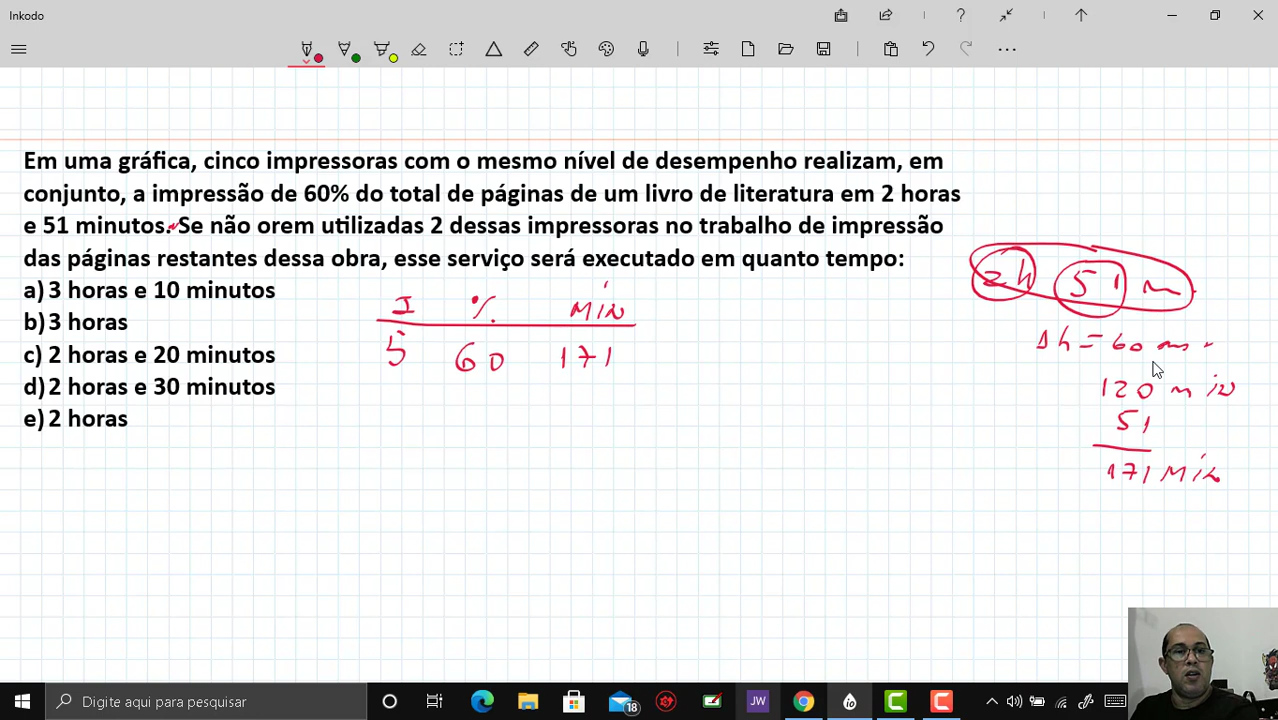 Inkodo
Em uma gráfica, cinco impressoras com o mesmo nível de desempenho realizam, em
conjunto, a impressão de 60% do total de páginas de um livro de literatura em 2 horas
e 51 minutos. Se não orem utilizadas 2 dessas impressoras no trabalho de impressão
das páginas restantes dessa obra, esse serviço será executado em quanto tempo:
a) 3 horas e 10 minutos
b) 3 horas
c) 2 horas e 20 minutos
d) 2 horas e 30 minutos
e) 2 horas
I % Min
5 60 171
2h 51 m
1h = 60 m
120 min
51
171 Min
Digite aqui para pesquisar
18
JW
io